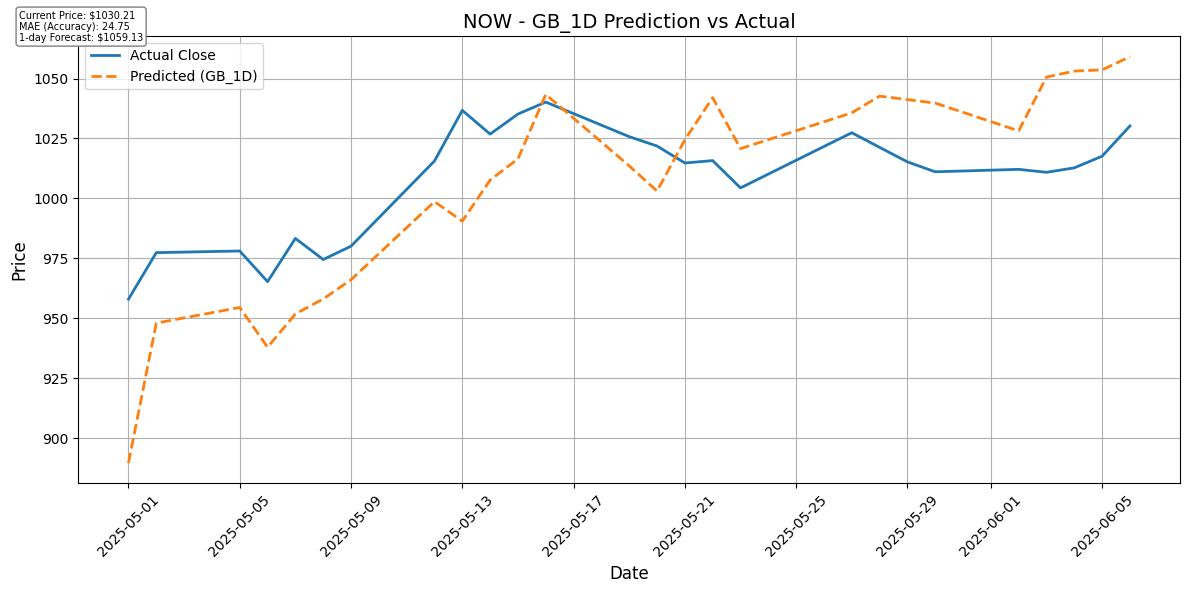 Current Price: $1030.21
MAE (Accuracy): 24.75
1-day Forecast: $1059.13
NOW - GB_1D Prediction vs Actual
Actual Close
Predicted (GB_1D)
Price
1050
1025
1000
975
950
925
900
2025-05-01
2025-05-05
2025-05-09
2025-05-13
2025-05-17
2025-05-21
2025-05-25
2025-05-29
2025-06-01
2025-06-05
Date